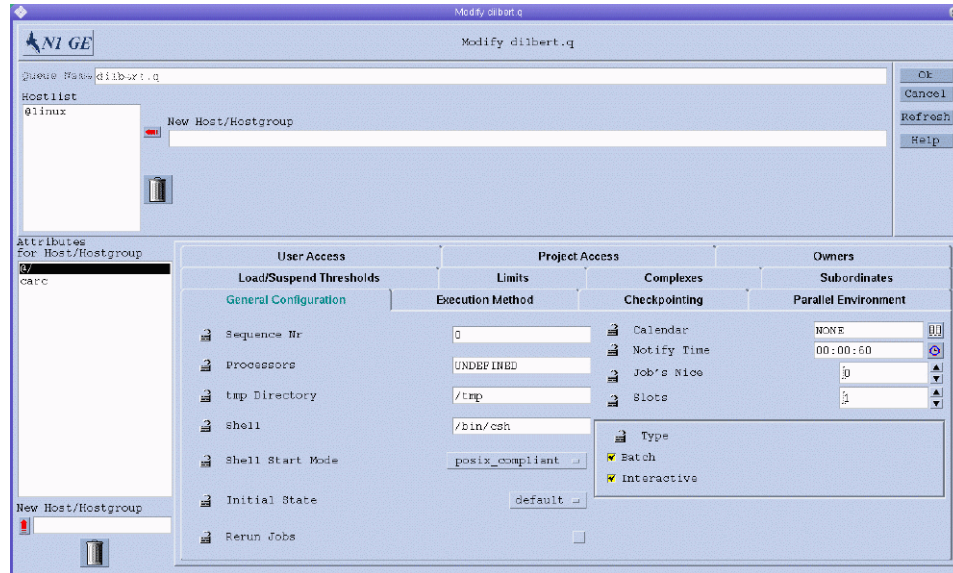 Modify dilbert.q
N1 GE
Modify dilbert.q
Queue Name dilbert.q
Ok
Cancel
Refresh
Help
Hostlist
@linux
New Host/Hostgroup
Attributes
for Host/Hostgroup
@/
carc
New Host/Hostgroup
User Access Project Access Owners
Load/Suspend Thresholds Limits Complexes Subordinates
General Configuration Execution Method Checkpointing Parallel Environment
Sequence Nr 0
Processors UNDEFINED
tmp Directory /tmp
Shell /bin/csh
Shell Start Mode posix_compliant
Initial State default
Rerun Jobs
Calendar NONE
Notify Time 00:00:60
Job's Nice 0
Slots 1
Type
Batch
Interactive